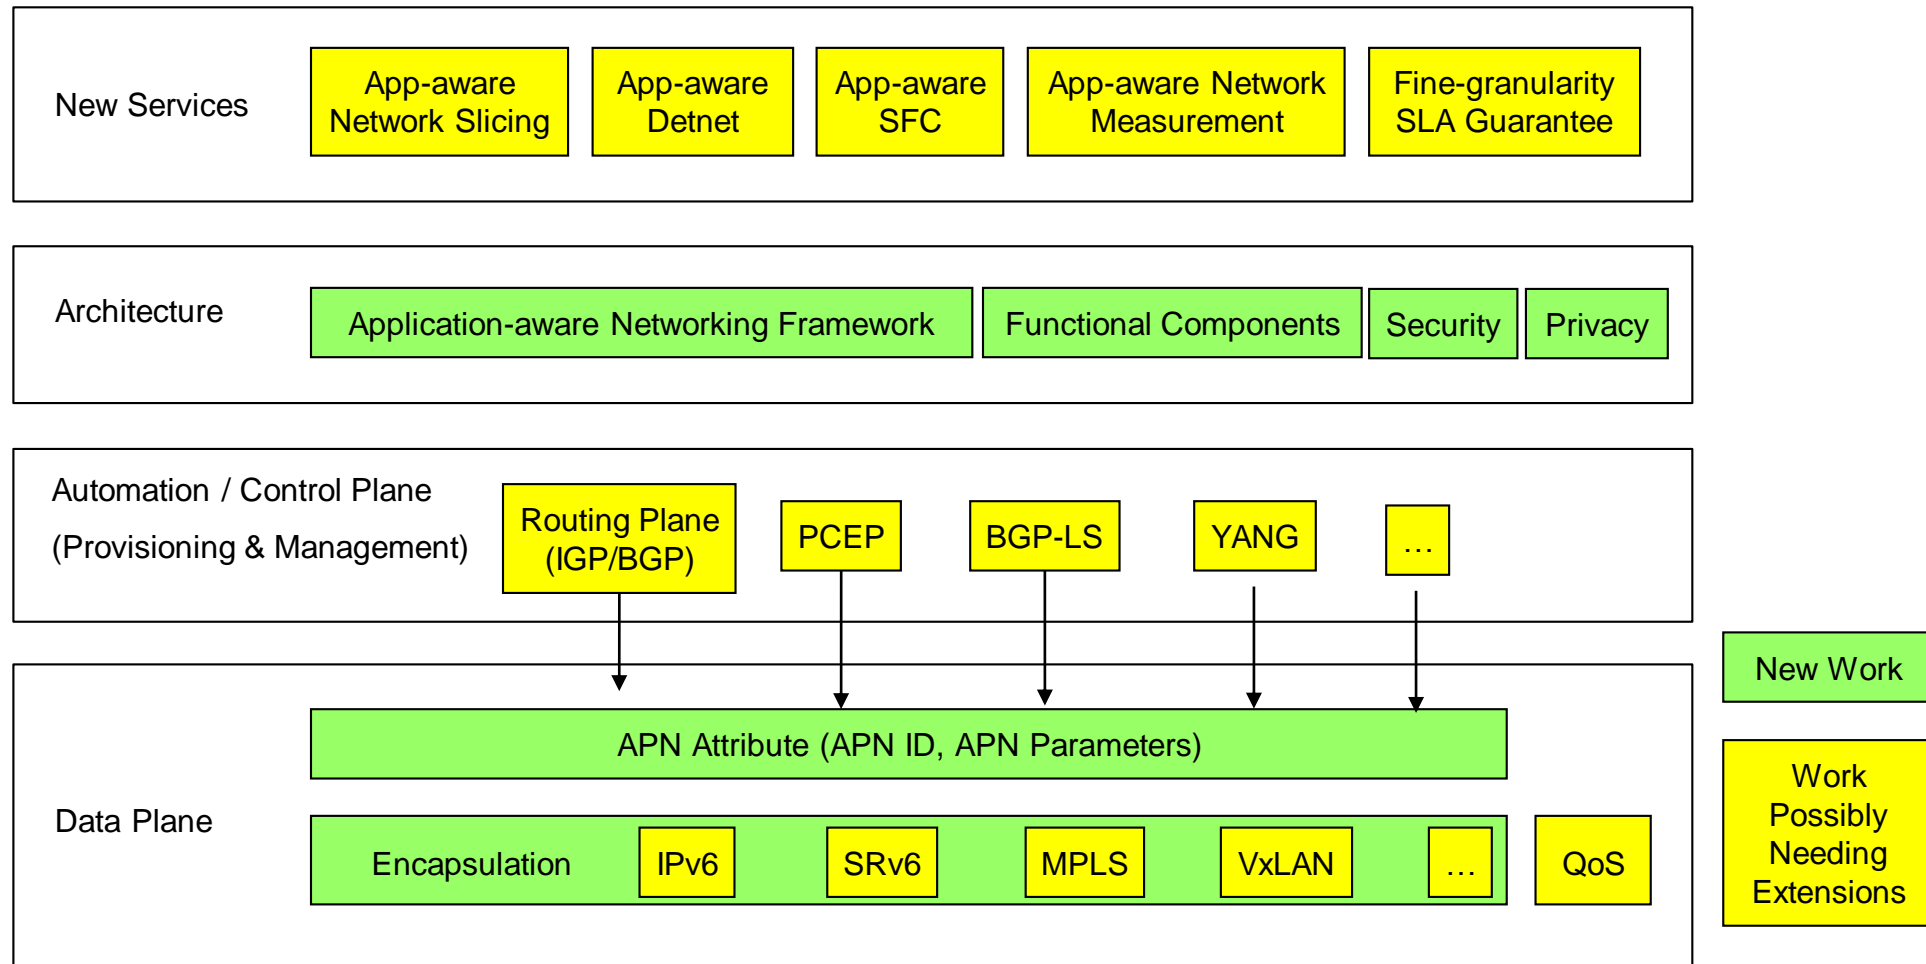 New Services
App-aware
Network Slicing
App-aware
Detnet
App-aware
SFC
App-aware Network
Measurement
Fine-granularity
SLA Guarantee
Architecture
Application-aware Networking Framework
Functional Components
Security
Privacy
Automation / Control Plane
(Provisioning & Management)
Routing Plane
(IGP/BGP)
PCEP
BGP-LS
YANG
…
New Work
Work
Possibly
Needing
Extensions
Data Plane
APN Attribute (APN ID, APN Parameters)
Encapsulation
IPv6
SRv6
MPLS
VxLAN
…
QoS